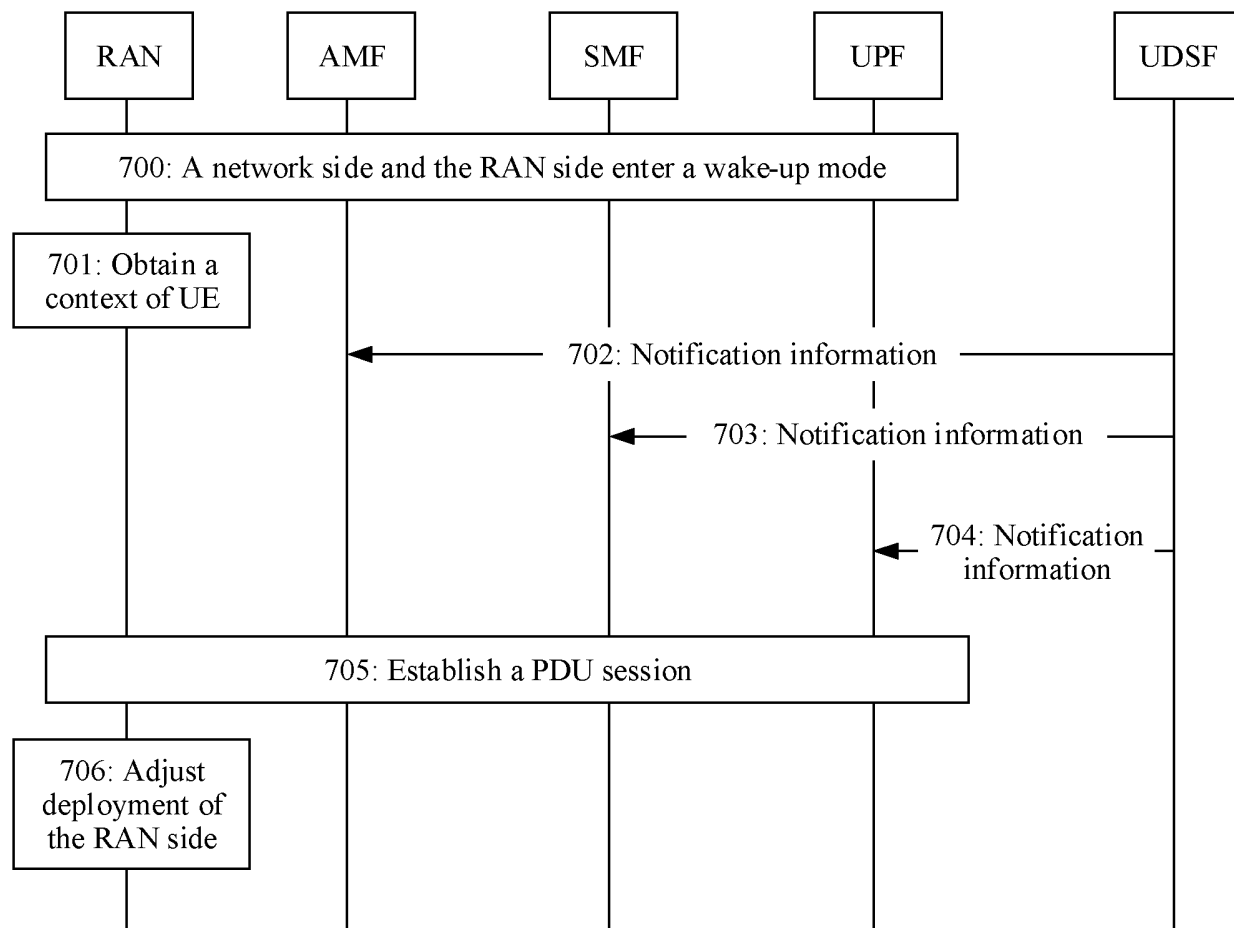 RAN
AMF
SMF
UPF
UDSF
700: A network side and the RAN side enter a wake-up mode
701: Obtain a
context of UE
702: Notification information
703: Notification information
704: Notification
information
705: Establish a PDU session
706: Adjust
deployment of
the RAN side